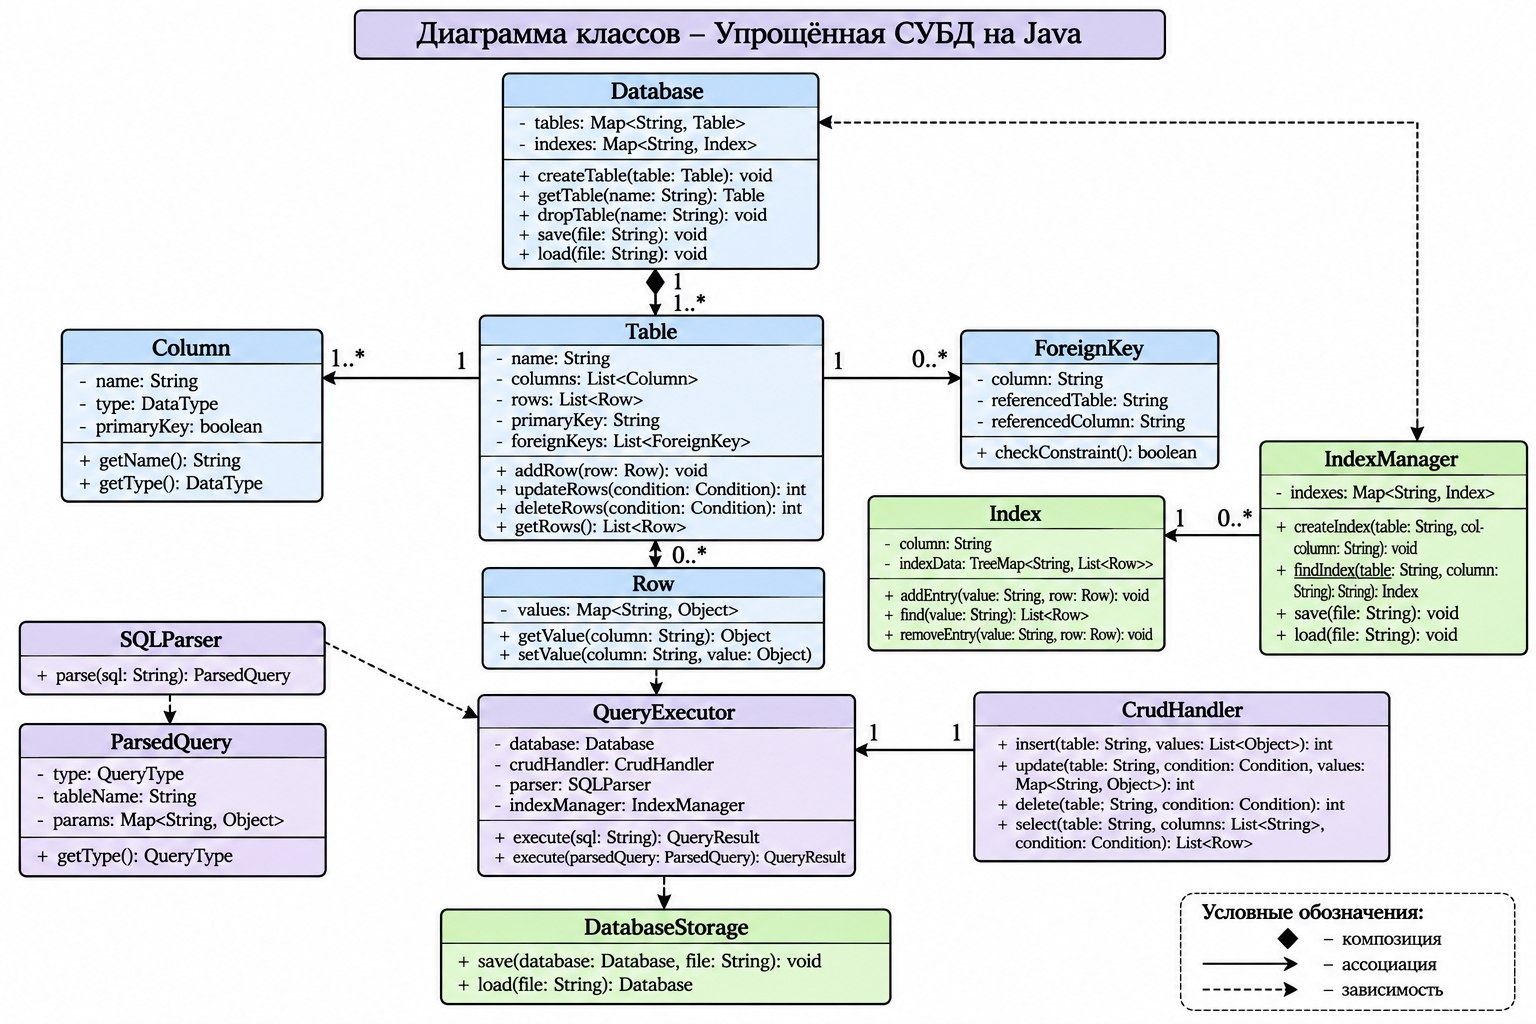 Диаграмма классов – Упрощённая СУБД на Java
Database
- tables: Map<String, Table>
- indexes: Map<String, Index>
+ createTable(table: Table): void
+ getTable(name: String): Table
+ dropTable(name: String): void
+ save(file: String): void
+ load(file: String): void
1
1..*
Column
- name: String
- type: DataType
- primaryKey: boolean
+ getName(): String
+ getType(): DataType
1..*
1
Table
- name: String
- columns: List<Column>
- rows: List<Row>
- primaryKey: String
- foreignKeys: List<ForeignKey>
+ addRow(row: Row): void
+ updateRows(condition: Condition): int
+ deleteRows(condition: Condition): int
+ getRows(): List<Row>
1
0..*
ForeignKey
- column: String
- referencedTable: String
- referencedColumn: String
+ checkConstraint(): boolean
IndexManager
- indexes: Map<String, Index>
+ createIndex(table: String, col-
column: String): void
+ findIndex(table: String, column:
String): String): Index
+ save(file: String): void
+ load(file: String): void
1
0..*
Index
- column: String
- indexData: TreeMap<String, List<Row>>
+ addEntry(value: String, row: Row): void
+ find(value: String): List<Row>
+ removeEntry(value: String, row: Row): void
0..*
Row
- values: Map<String, Object>
+ getValue(column: String): Object
+ setValue(column: String, value: Object)
SQLParser
+ parse(sql: String): ParsedQuery
ParsedQuery
- type: QueryType
- tableName: String
- params: Map<String, Object>
+ getType(): QueryType
QueryExecutor
- database: Database
- crudHandler: CrudHandler
- parser: SQLParser
- indexManager: IndexManager
+ execute(sql: String): QueryResult
+ execute(parsedQuery: ParsedQuery): QueryResult
1
1
CrudHandler
+ insert(table: String, values: List<Object>): int
+ update(table: String, condition: Condition, values:
Map<String, Object>): int
+ delete(table; String, condition: Condition): int
+ select(table: String, columns: List<String>,
condition: Condition): List<Row>
DatabaseStorage
+ save(database: Database, file: String): void
+ load(file: String): Database
Условные обозначения:
– композиция
– ассоциация
– зависимость